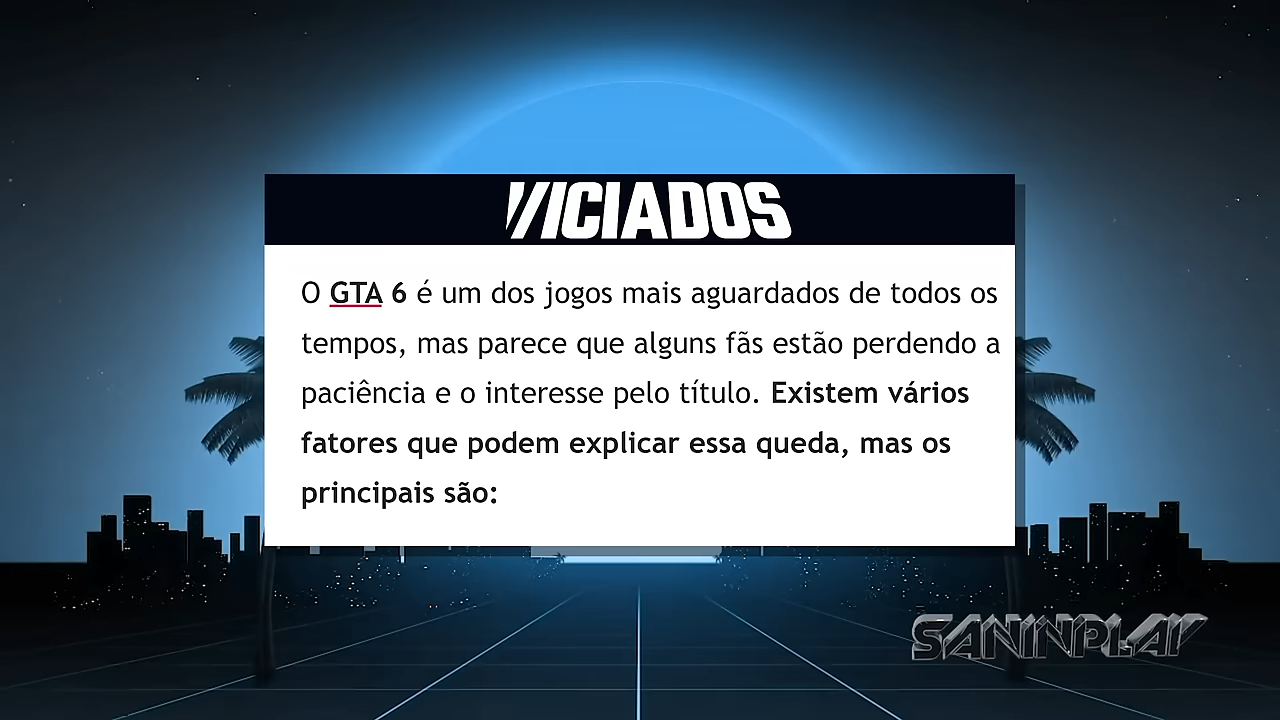 VICIADOS
O GTA 6 é um dos jogos mais aguardados de todos os
tempos, mas parece que alguns fãs estão perdendo a
paciência e o interesse pelo título. Existem vários
fatores que podem explicar essa queda, mas os
principais são:
SANINPLAY